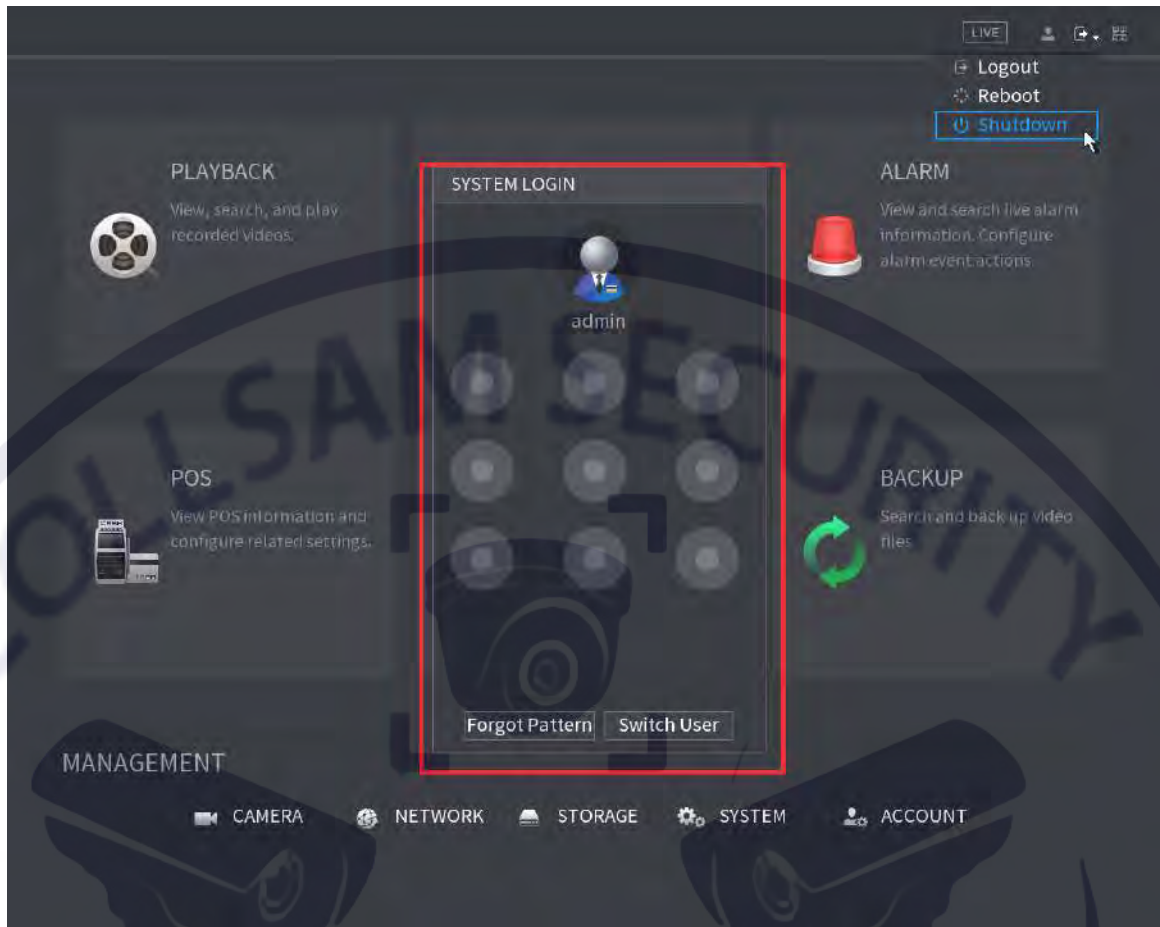 LIVE
Logout
Reboot
Shutdown
PLAYBACK
View, search, and play
recorded videos.
SYSTEM LOGIN
admin
Forgot Pattern
Switch User
ALARM
View and search live alarm
information. Configure
alarm event actions.
POS
View POS information and
configure related settings.
BACKUP
Search and back up video
files
MANAGEMENT
CAMERA
NETWORK
STORAGE
SYSTEM
ACCOUNT
OLLSAM SECURITY